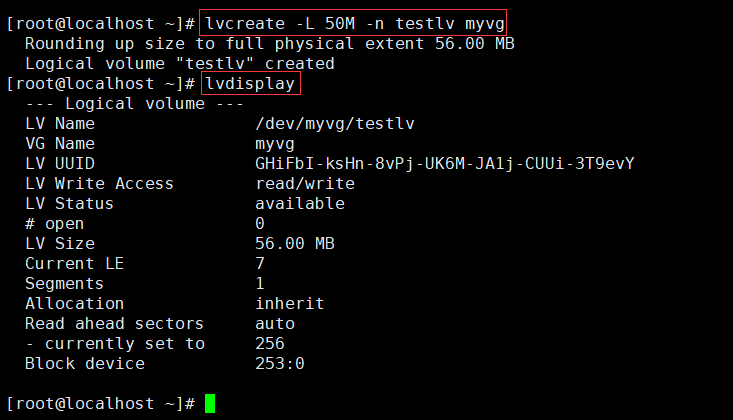 [root@localhost ~]# lvcreate -L 50M -n testlv myvg
  Rounding up size to full physical extent 56.00 MB
  Logical volume "testlv" created
[root@localhost ~]# lvdisplay
  --- Logical volume ---
  LV Name                /dev/myvg/testlv
  VG Name                myvg
  LV UUID                GHiFbI-ksHn-8vPj-UK6M-JA1j-CUUi-3T9evY
  LV Write Access        read/write
  LV Status              available
  # open                 0
  LV Size                56.00 MB
  Current LE             7
  Segments               1
  Allocation             inherit
  Read ahead sectors     auto
  - currently set to     256
  Block device           253:0
[root@localhost ~]#